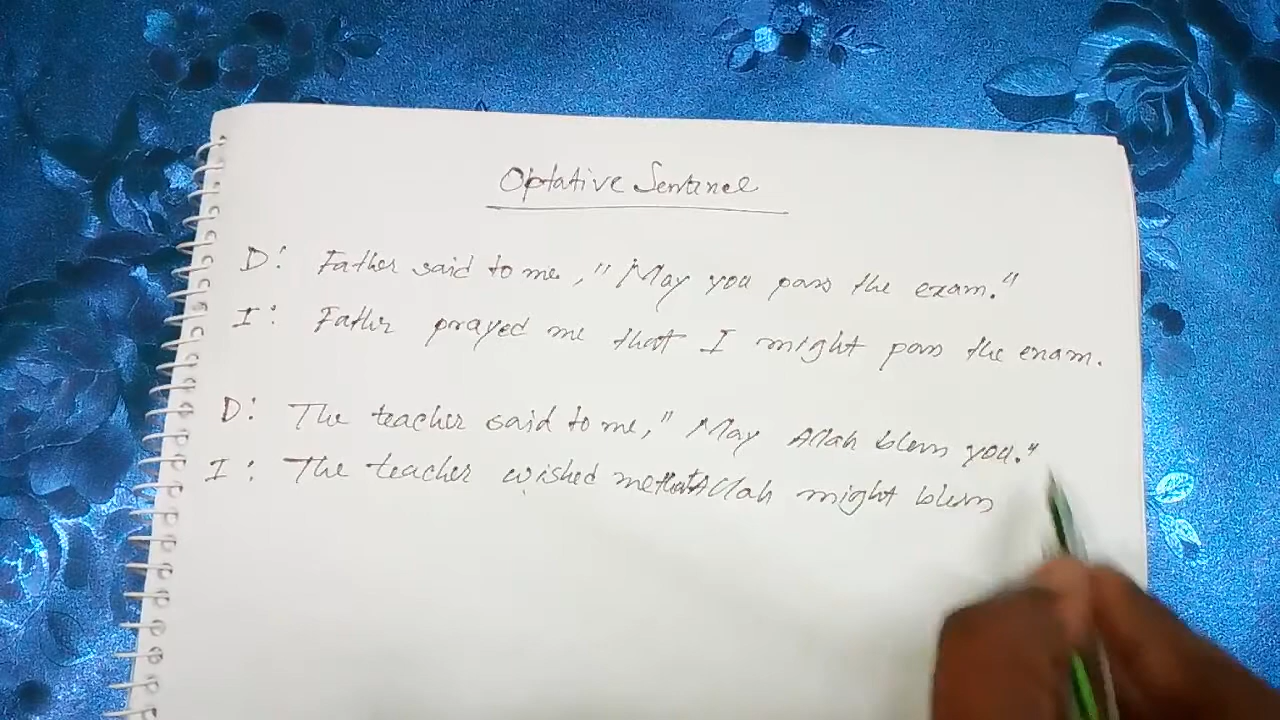 Optative Sentence
D: Father said to me, "May you pass the exam."
I: Father prayed me that I might pass the exam.
D: The teacher said to me, "May Allah bless you."
I: The teacher wished me that Allah might bless